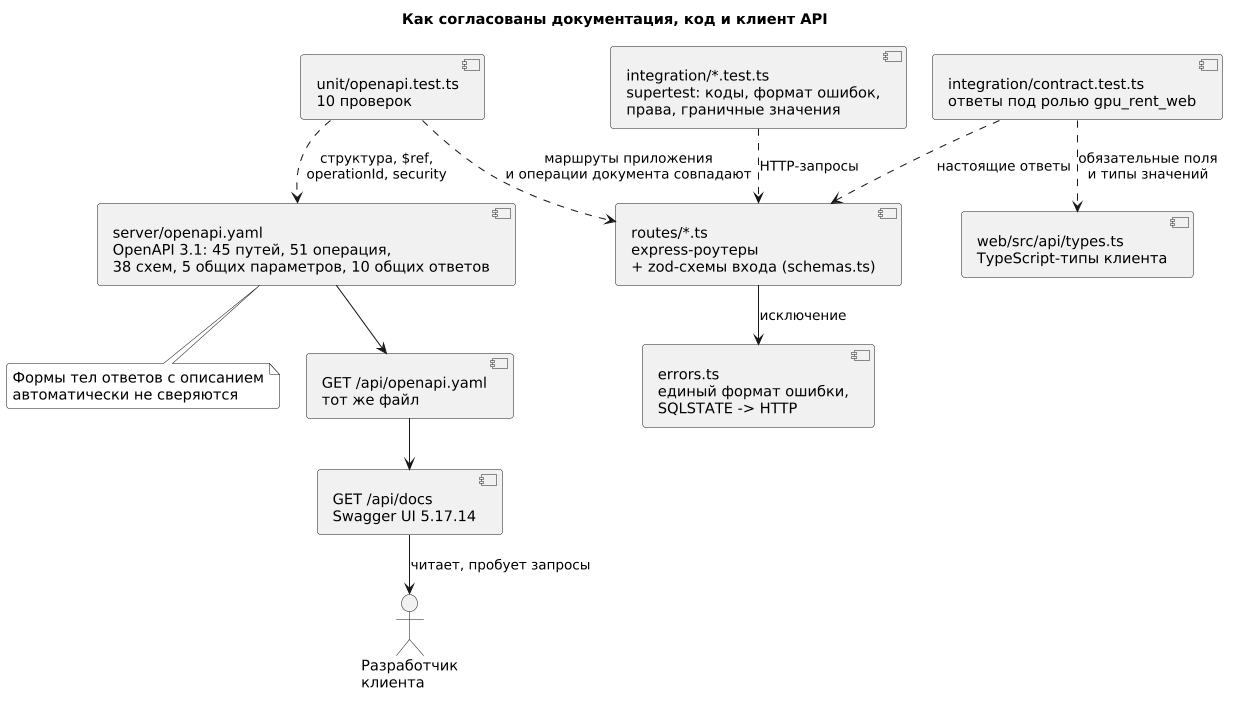 Как согласованы документация, код и клиент API
unit/openapi.test.ts
10 проверок
integration/*.test.ts
supertest: коды, формат ошибок,
права, граничные значения
integration/contract.test.ts
ответы под ролью gpu_rent_web
структура, $ref,
operationId, security
маршруты приложения
и операции документа совпадают
HTTP-запросы
настоящие ответы
обязательные поля
и типы значений
server/openapi.yaml
OpenAPI 3.1: 45 путей, 51 операция,
38 схем, 5 общих параметров, 10 общих ответов
routes/*.ts
express-роутеры
+ zod-схемы входа (schemas.ts)
web/src/api/types.ts
TypeScript-типы клиента
исключение
Формы тел ответов с описанием
автоматически не сверяются
GET /api/openapi.yaml
тот же файл
errors.ts
единый формат ошибки,
SQLSTATE -> HTTP
GET /api/docs
Swagger UI 5.17.14
читает, пробует запросы
Разработчик
клиента